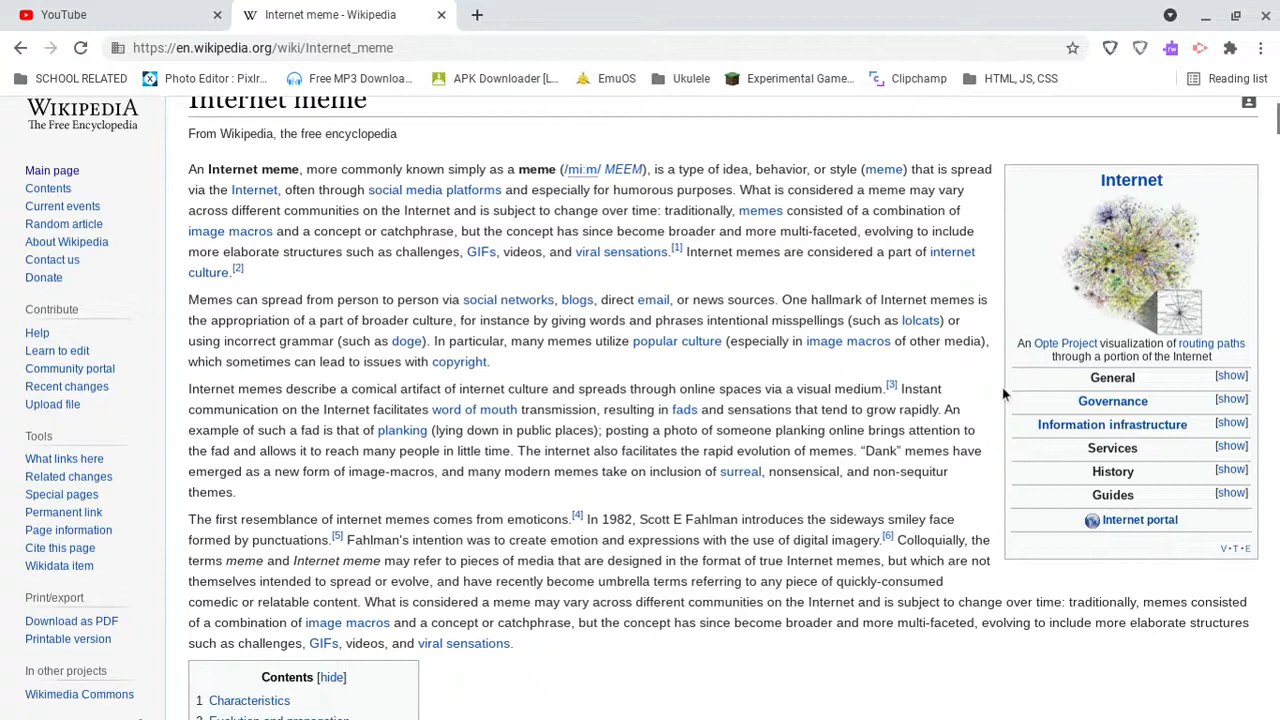 YouTube
Internet meme - Wikipedia
https://en.wikipedia.org/wiki/Internet_meme
SCHOOL RELATED
Photo Editor : Pixlr...
Free MP3 Downloa...
APK Downloader [L...
EmuOS
Ukulele
Experimental Game...
Clipchamp
HTML, JS, CSS
Reading list
WIKIPEDIA
The Free Encyclopedia
Main page
Contents
Current events
Random article
About Wikipedia
Contact us
Donate
Contribute
Help
Learn to edit
Community portal
Recent changes
Upload file
Tools
What links here
Related changes
Special pages
Permanent link
Page information
Cite this page
Wikidata item
Print/export
Download as PDF
Printable version
In other projects
Wikimedia Commons
Internet meme
From Wikipedia, the free encyclopedia
An Internet meme, more commonly known simply as a meme (/miːm/ MEEM), is a type of idea, behavior, or style (meme) that is spread
via the Internet, often through social media platforms and especially for humorous purposes. What is considered a meme may vary
across different communities on the Internet and is subject to change over time: traditionally, memes consisted of a combination of
image macros and a concept or catchphrase, but the concept has since become broader and more multi-faceted, evolving to include
more elaborate structures such as challenges, GIFs, videos, and viral sensations.[1] Internet memes are considered a part of internet
culture.[2]
Memes can spread from person to person via social networks, blogs, direct email, or news sources. One hallmark of Internet memes is
the appropriation of a part of broader culture, for instance by giving words and phrases intentional misspellings (such as lolcats) or
using incorrect grammar (such as doge). In particular, many memes utilize popular culture (especially in image macros of other media),
which sometimes can lead to issues with copyright.
Internet memes describe a comical artifact of internet culture and spreads through online spaces via a visual medium.[3] Instant
communication on the Internet facilitates word of mouth transmission, resulting in fads and sensations that tend to grow rapidly. An
example of such a fad is that of planking (lying down in public places); posting a photo of someone planking online brings attention to
the fad and allows it to reach many people in little time. The internet also facilitates the rapid evolution of memes. “Dank” memes have
emerged as a new form of image-macros, and many modern memes take on inclusion of surreal, nonsensical, and non-sequitur
themes.
The first resemblance of internet memes comes from emoticons.[4] In 1982, Scott E Fahlman introduces the sideways smiley face
formed by punctuations.[5] Fahlman's intention was to create emotion and expressions with the use of digital imagery.[6] Colloquially, the
terms meme and Internet meme may refer to pieces of media that are designed in the format of true Internet memes, but which are not
themselves intended to spread or evolve, and have recently become umbrella terms referring to any piece of quickly-consumed
comedic or relatable content. What is considered a meme may vary across different communities on the Internet and is subject to change over time: traditionally, memes consisted
of a combination of image macros and a concept or catchphrase, but the concept has since become broader and more multi-faceted, evolving to include more elaborate structures
such as challenges, GIFs, videos, and viral sensations.
Contents [hide]
1 Characteristics
2 Evolution and propagation
Internet
An Opte Project visualization of routing paths
through a portion of the Internet
General [show]
Governance [show]
Information infrastructure [show]
Services [show]
History [show]
Guides [show]
Internet portal
V·T·E